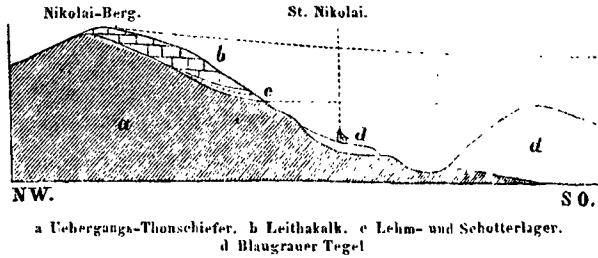 Nikolai-Berg. St. Nikolai.
b
c
a d d
NW. SO.
a Uebergangs-Thonschiefer. b Leithakalk. c Lehm- und Schotterlager.
d Blaugrauer Tegel